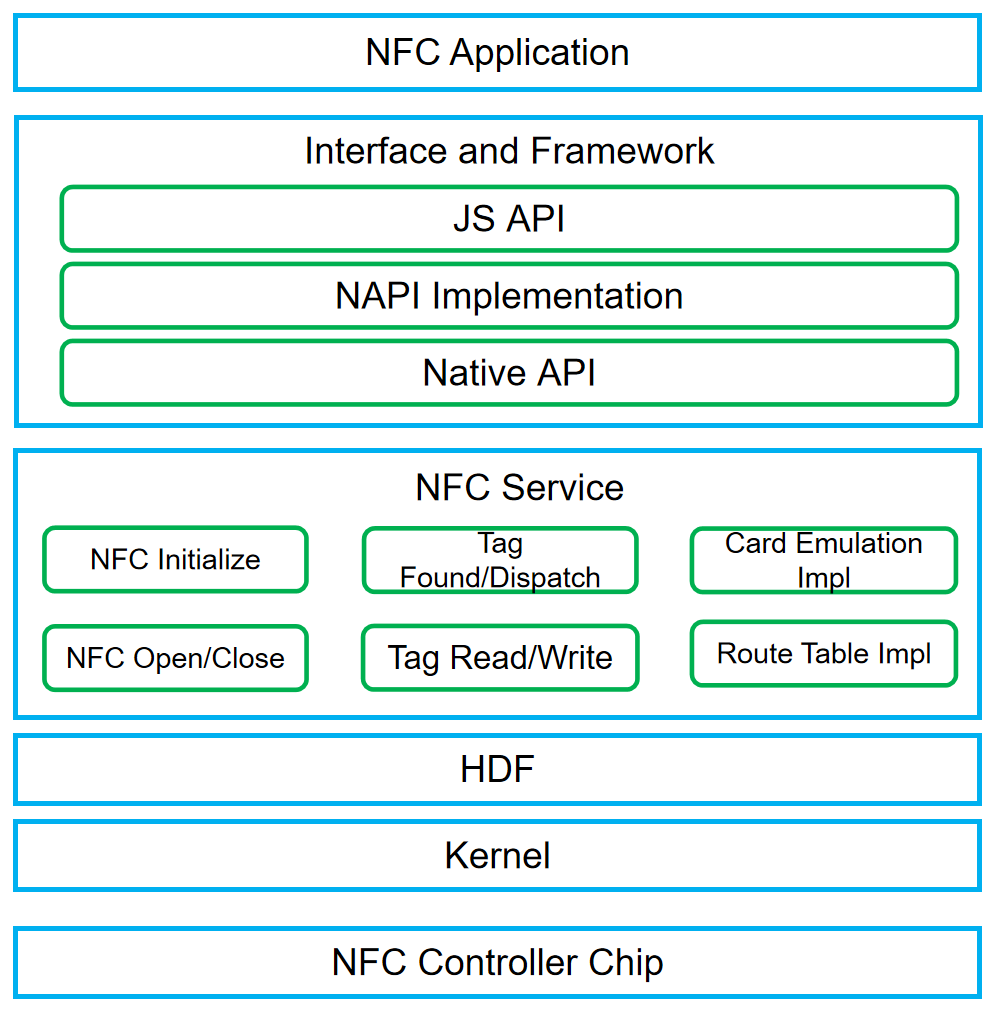 NFC Application
Interface and Framework
JS API
NAPI Implementation
Native API
NFC Service
NFC Initialize
Tag
Found/Dispatch
Card Emulation
Impl
NFC Open/Close
Tag Read/Write
Route Table Impl
HDF
Kernel
NFC Controller Chip